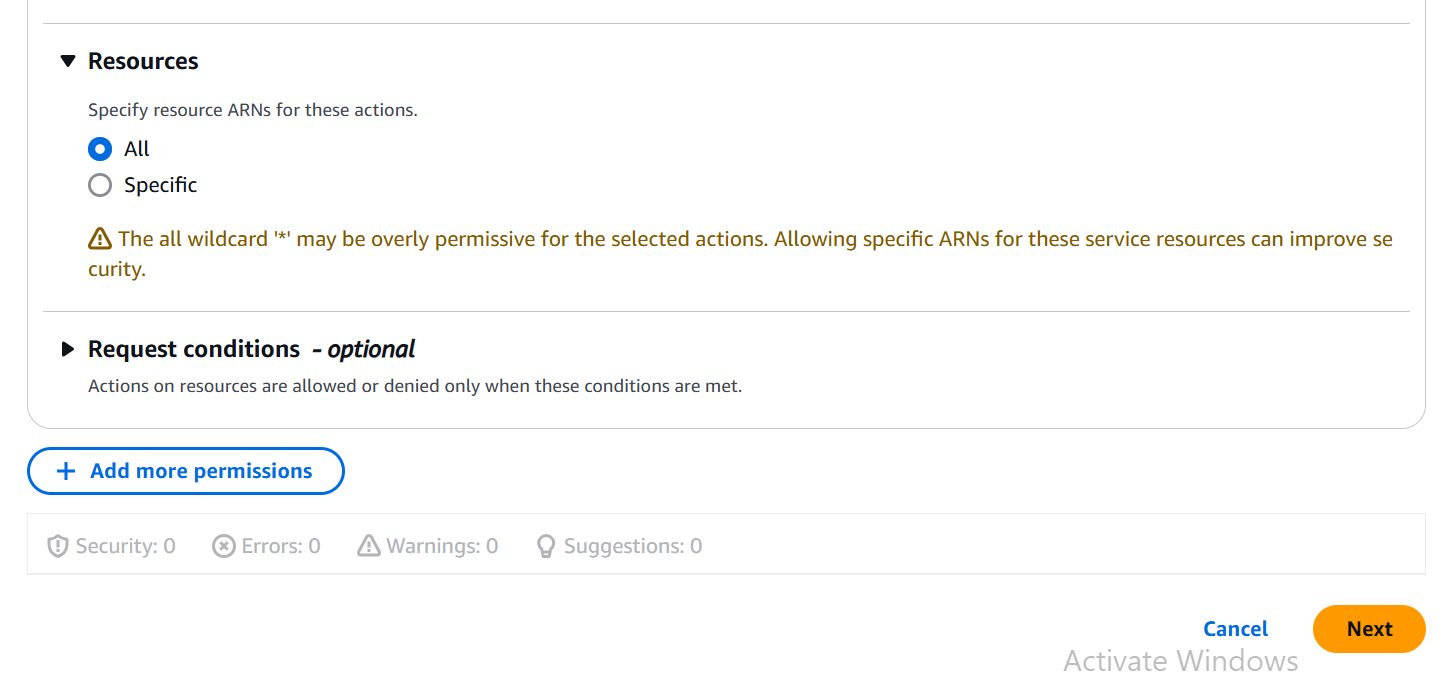 Resources
Specify resource ARNs for these actions.
All
Specific
The all wildcard '*' may be overly permissive for the selected actions. Allowing specific ARNs for these service resources can improve se
curity.
Request conditions - optional
Actions on resources are allowed or denied only when these conditions are met.
+ Add more permissions
Security: 0 Errors: 0 Warnings: 0 Suggestions: 0
Cancel Next
Activate Windows